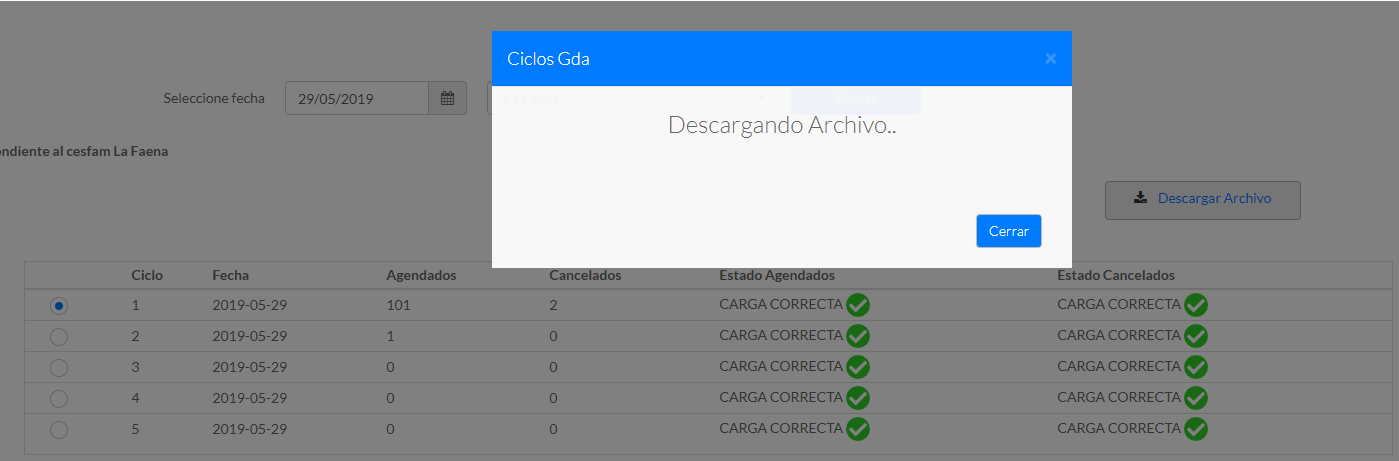 Ciclos Gda ×
Seleccione fecha 29/05/2019 La Faena
Descargando Archivo..
ondiente al cesfam La Faena
Descargar Archivo
Cerrar
Ciclo Fecha Agendados Cancelados Estado Agendados Estado Cancelados
1 2019-05-29 101 2 CARGA CORRECTA CARGA CORRECTA
2 2019-05-29 1 0 CARGA CORRECTA CARGA CORRECTA
3 2019-05-29 0 0 CARGA CORRECTA CARGA CORRECTA
4 2019-05-29 0 0 CARGA CORRECTA CARGA CORRECTA
5 2019-05-29 0 0 CARGA CORRECTA CARGA CORRECTA